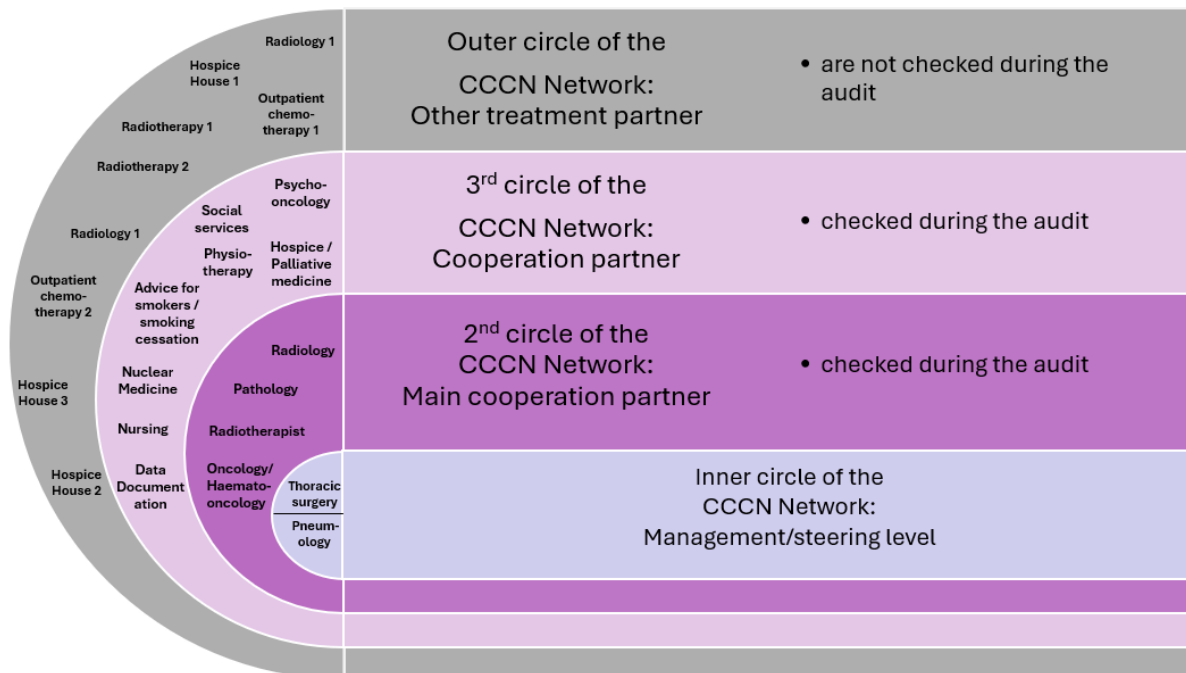 Radiology 1
Hospice
House 1
Outpatient
chemo-
therapy 1
Radiotherapy 1
Radiotherapy 2
Radiology 1
Outpatient
chemo-
therapy 2
Hospice
House 3
Hospice
House 2
Outer circle of the
CCCN Network:
Other treatment partner
• are not checked during the
audit
Psycho-
oncology
Social
services
Physio-
therapy
Hospice /
Palliative
medicine
Advice for
smokers /
smoking
cessation
Nuclear
Medicine
Nursing
Data
Document
ation
3rd circle of the
CCCN Network:
Cooperation partner
• checked during the audit
Radiology
Pathology
Radiotherapist
Oncology/
Haemato-
oncology
2nd circle of the
CCCN Network:
Main cooperation partner
• checked during the audit
Thoracic
surgery
Pneum-
ology
Inner circle of the
CCCN Network:
Management/steering level